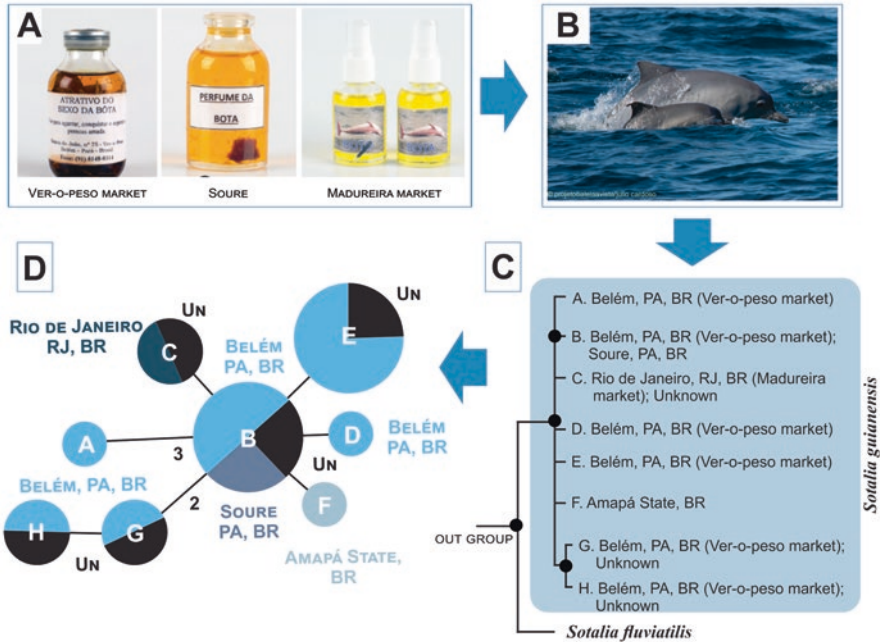 A
ATRATIVO DO
SEXO DA BÔTA
PERFUME DA
BOTA
VER-O-PESO MARKET
SOURE
MADUREIRA MARKET
B
C
A. Belém, PA, BR (Ver-o-peso market)
B. Belém, PA, BR (Ver-o-peso market);
Soure, PA, BR
C. Rio de Janeiro, RJ, BR (Madureira
market); Unknown
D. Belém, PA, BR (Ver-o-peso market)
E. Belém, PA, BR (Ver-o-peso market)
F. Amapá State, BR
G. Belém, PA, BR (Ver-o-peso market);
Unknown
H. Belém, PA, BR (Ver-o-peso market);
Unknown
Sotalia guianensis
OUT GROUP
Sotalia fluviatilis
D
UN
RIO DE JANEIRO
RJ, BR
C
BELÉM
PA, BR
E
UN
A
3
B
D
BELÉM
PA, BR
UN
BELÉM, PA, BR
2
F
H
G
UN
SOURE
PA, BR
AMAPÁ STATE,
BR